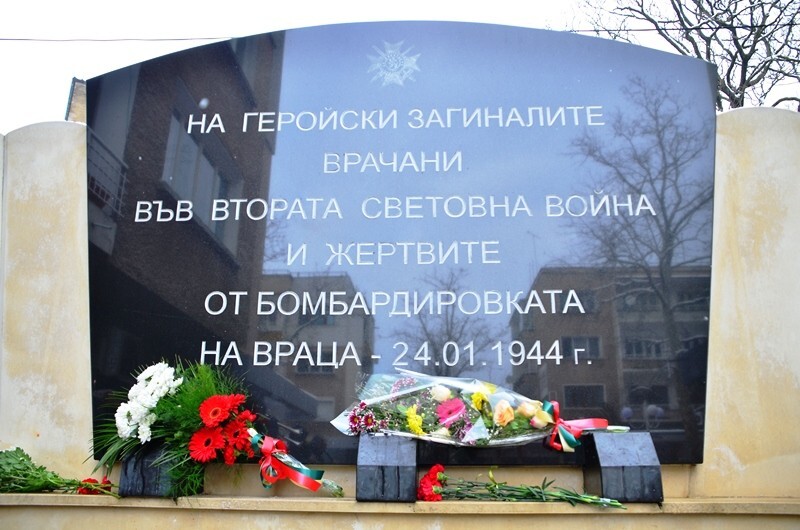 НА ГЕРОЙСКИ ЗАГИНАЛИТЕ
ВРАЧАНИ
ВЪВ ВТОРАТА СВЕТОВНА ВОЙНА
И ЖЕРТВИТЕ
ОТ БОМБАРДИРОВКАТА
НА ВРАЦА - 24.01.1944 г.